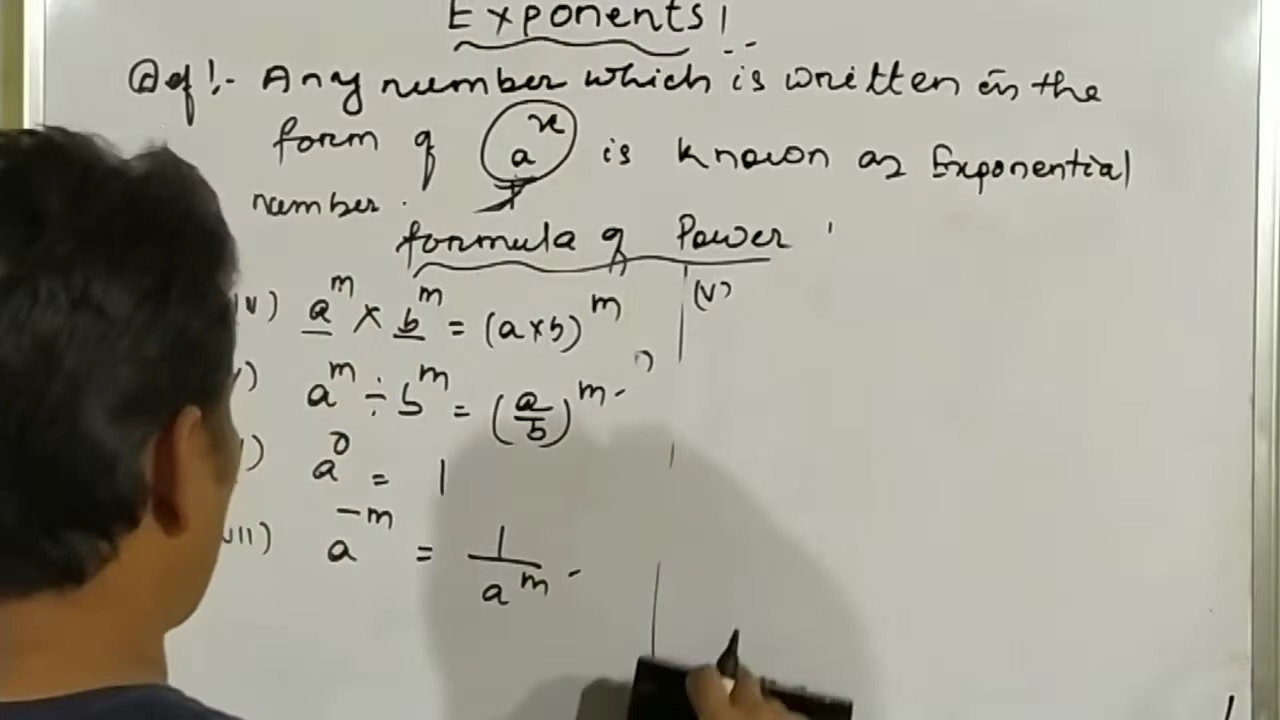 Exponents!
Def :- Any number which is written in the
form of a^x is known as Exponential
number.
formula of Power
a^m × b^m = (a×b)^m
(V)
a^m ÷ b^m = (a/b)^m
a^0 = 1
a^-m = 1/a^m